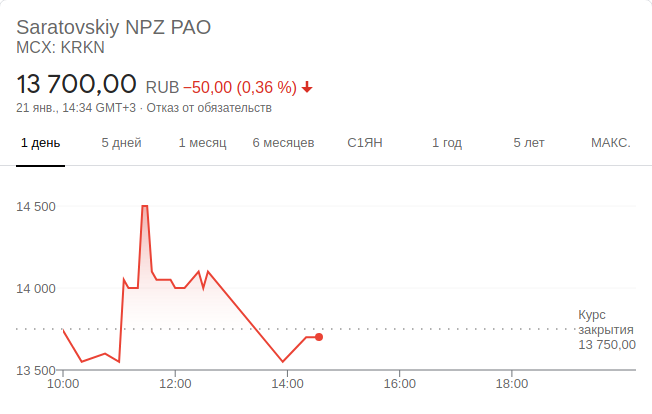 Saratovskiy NPZ PAO
MCX: KRKN
13 700,00 RUB −50,00 (0,36 %)
21 янв., 14:34 GMT+3 · Отказ от обязательств
1 день 5 дней 1 месяц 6 месяцев С1ЯН 1 год 5 лет МАКС.
14 500
14 000
Курс
закрытия
13 750,00
13 500
10:00 12:00 14:00 16:00 18:00